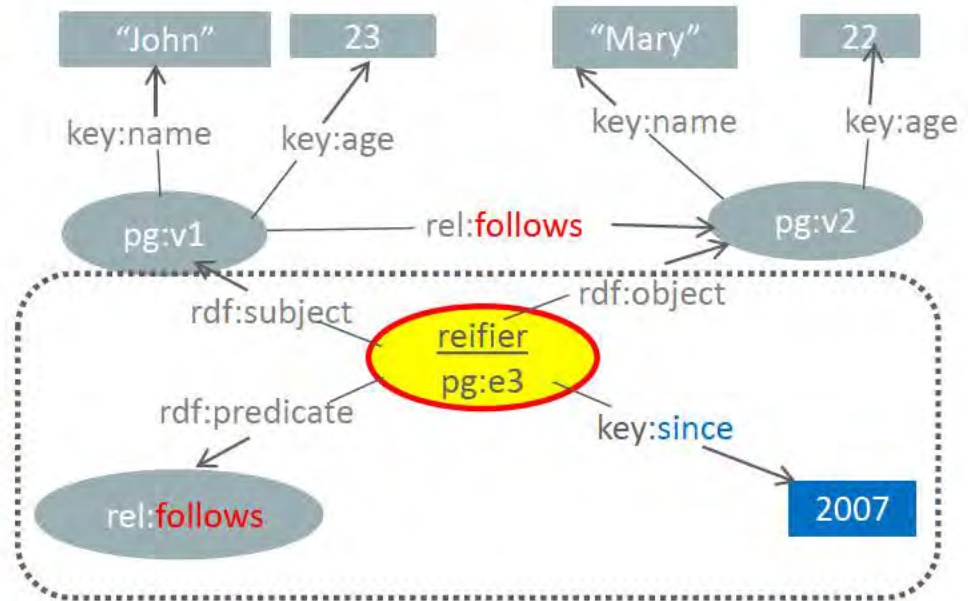 “John”
23
“Mary”
22
key:name
key:age
key:name
key:age
pg:v1
rel:follows
pg:v2
rdf:subject
rdf:object
reifier
pg:e3
rdf:predicate
key:since
rel:follows
2007